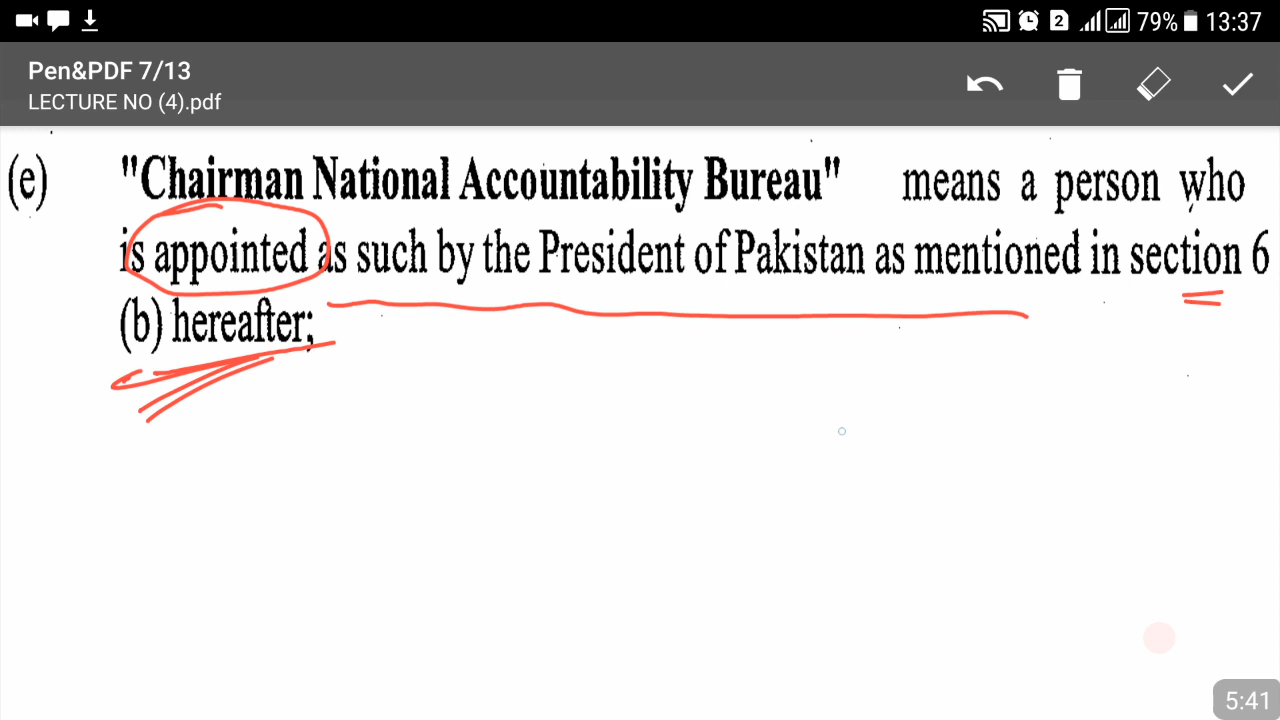 79% 13:37
Pen&PDF 7/13
LECTURE NO (4).pdf
(e) "Chairman National Accountability Bureau" means a person who
is appointed as such by the President of Pakistan as mentioned in section 6
(b) hereafter;
5:41